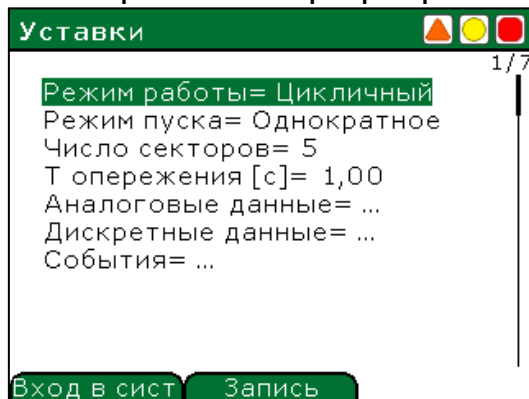 Уставки
1/7
Режим работы= Цикличный
Режим пуска= Однократное
Число секторов= 5
Т опережения [с]= 1,00
Аналоговые данные= ...
Дискретные данные= ...
События= ...
Вход в сист Запись